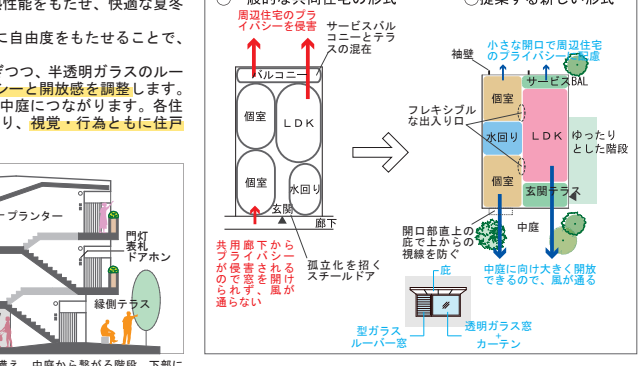 性能をもたせ、快適な夏冬
に自由度をもたせることで、
つつ、半透明ガラスのルー
シーと開放感を調整します。
中庭につながります。各住
り、視覚・行為ともに住戸
プランター
門灯
表札
ドアホン
縁側テラス
備え、中庭から繋がる階段、下部に
般的な共同住宅の形式
周辺住宅のプラ
イバシーを侵害
サービスバル
コニーとテラ
スの混在
バルコニー
個室
LDK
個室
水回り
玄関
廊下
共用廊下から
プライバシー
が侵害される
ので窓を開け
られず、風が
通らない
孤立化を招く
スチールドア
○提案する新しい形式
小さな開口で周辺住宅
のプライバシーに配慮
袖壁
サービスBAL
個室
フレキシブル
な出入り口
水回り
LDK
ゆったり
とした階段
個室
玄関テラス
開口部直上の
庇で上からの
視線を防ぐ
中庭
中庭に向け大きく開放
できるので、風が通る
庇
型ガラス
ルーバー窓
透明ガラス窓
+
カーテン